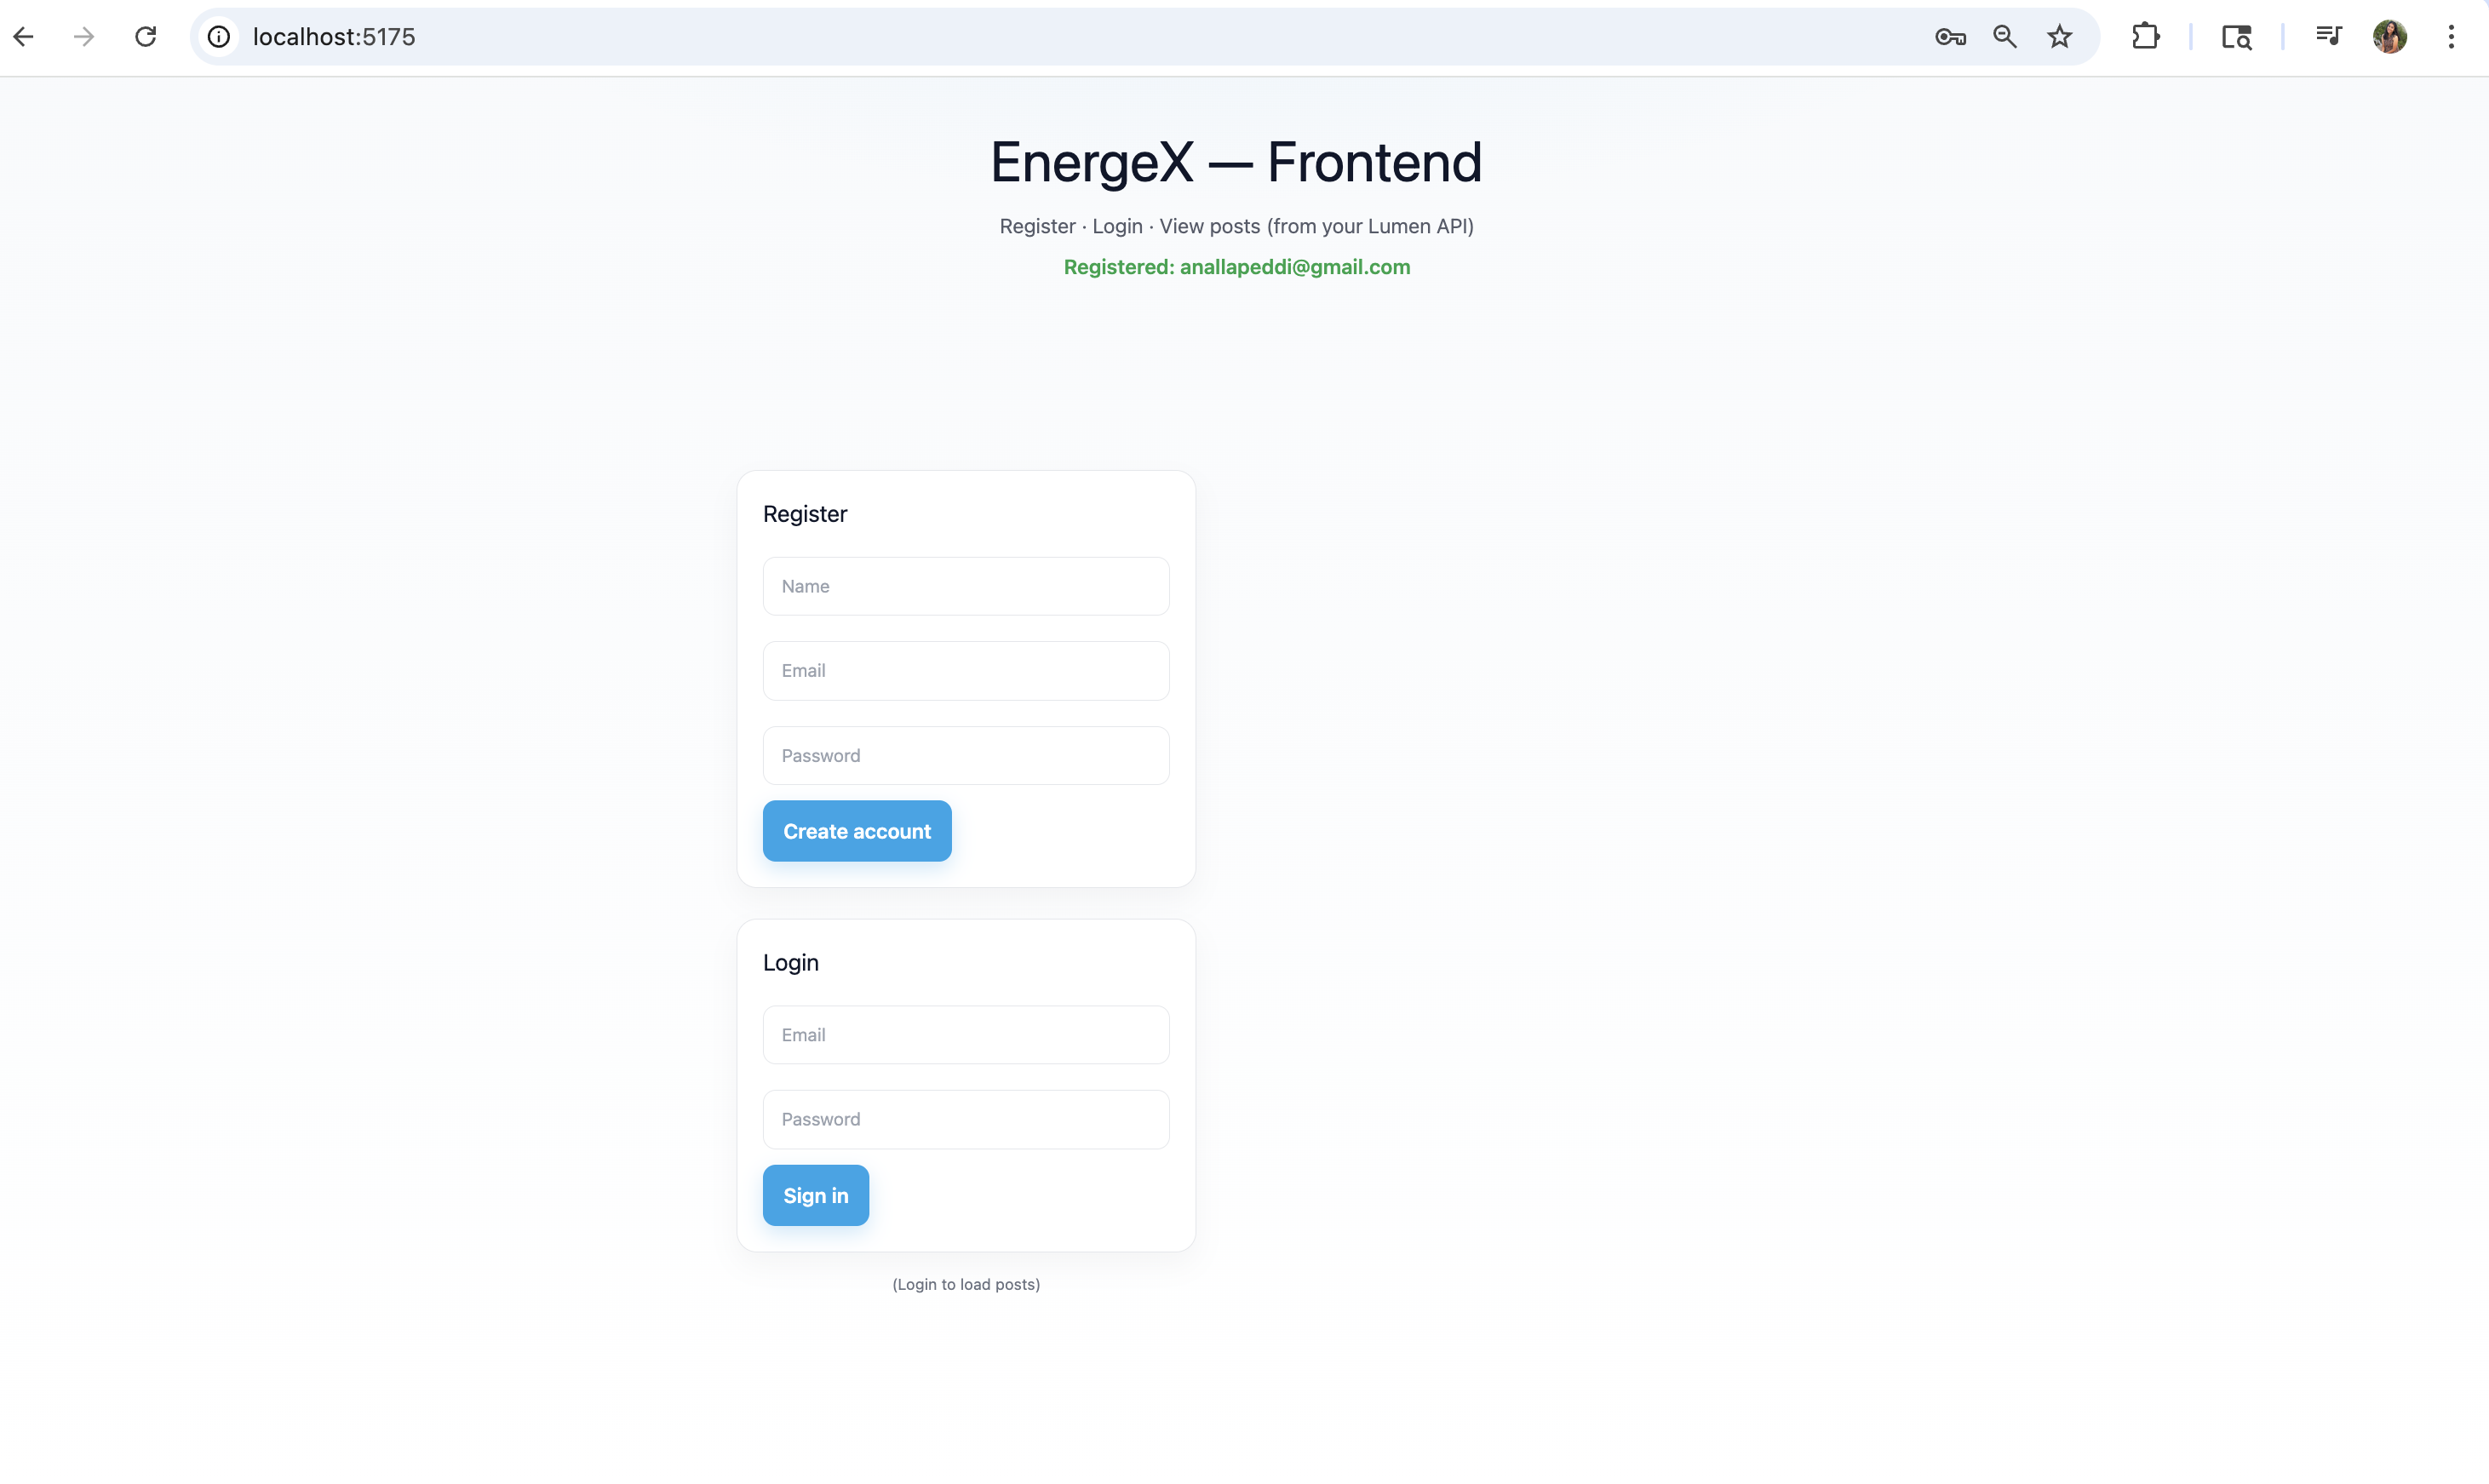 localhost:5175
EnergeX — Frontend
Register · Login · View posts (from your Lumen API)
Registered: anallapeddi@gmail.com
Register
Name
Email
Password
Create account
Login
Email
Password
Sign in
(Login to load posts)